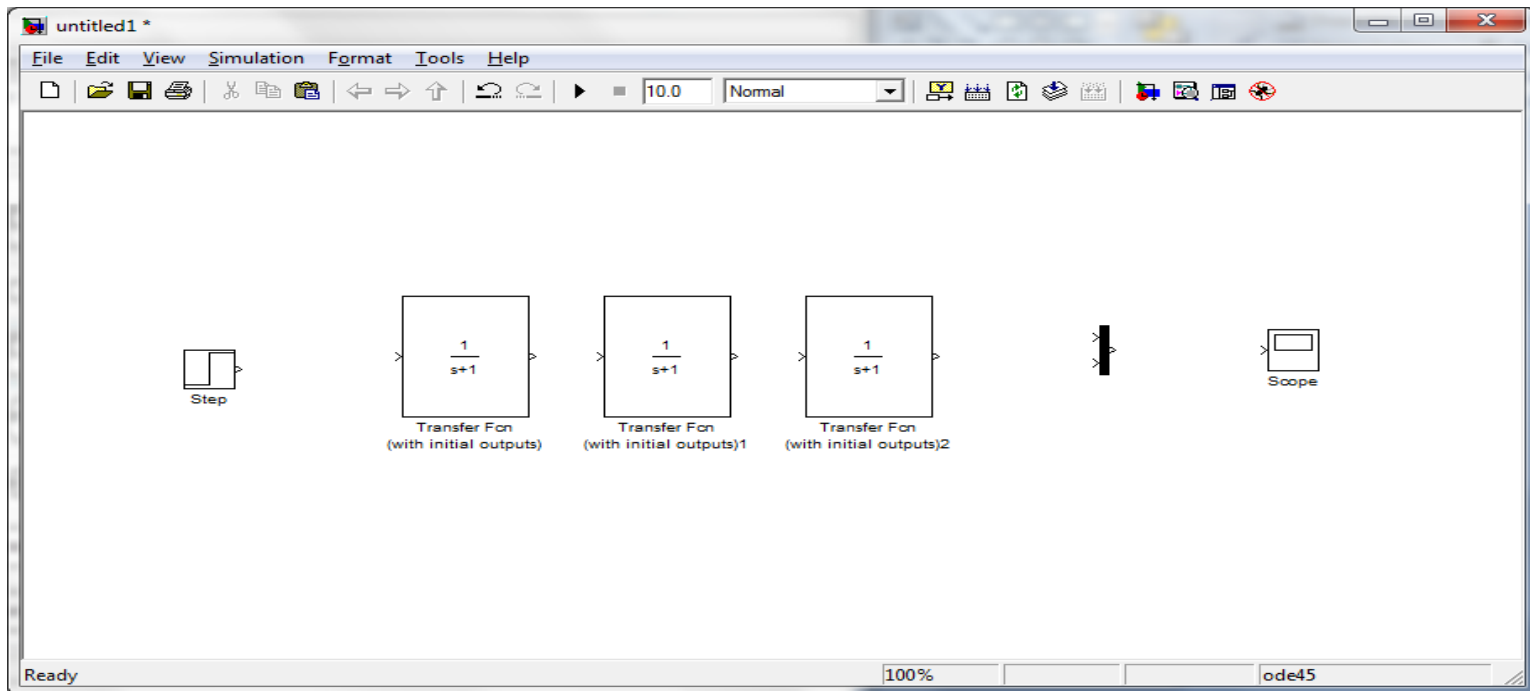 untitled1 *
File Edit View Simulation Format Tools Help
10.0 Normal
1 1 1
s+1 s+1 s+1
Step
Scope
Transfer Fcn Transfer Fcn Transfer Fcn
(with initial outputs) (with initial outputs)1 (with initial outputs)2
Ready 100% ode45